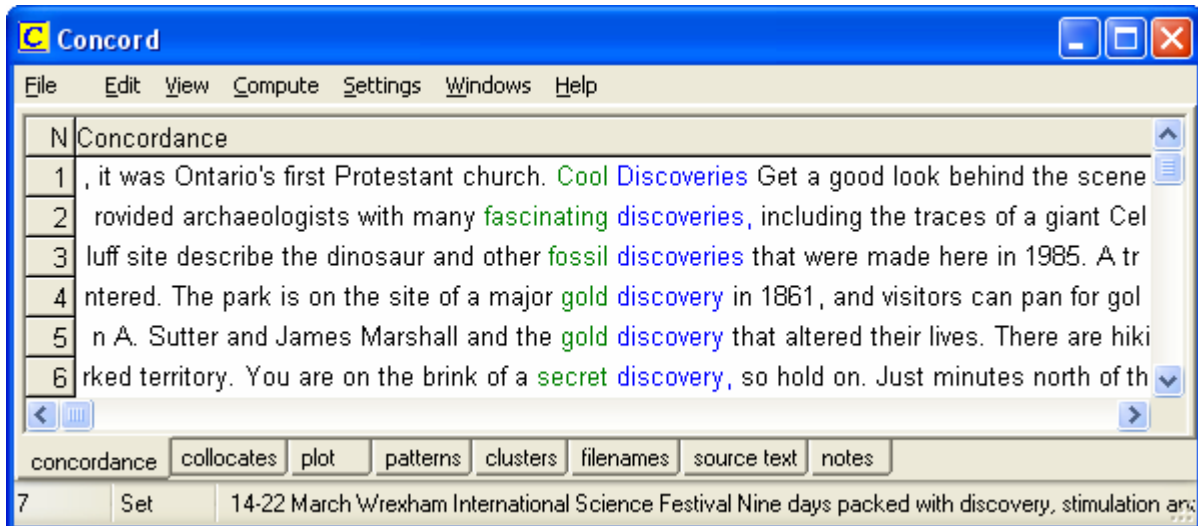 C Concord
File Edit View Compute Settings Windows Help
N Concordance
1 , it was Ontario's first Protestant church. Cool Discoveries Get a good look behind the scene
2 rovided archaeologists with many fascinating discoveries, including the traces of a giant Cel
3 luff site describe the dinosaur and other fossil discoveries that were made here in 1985. A tr
4 ntered. The park is on the site of a major gold discovery in 1861, and visitors can pan for gol
5 n A. Sutter and James Marshall and the gold discovery that altered their lives. There are hiki
6 rked territory. You are on the brink of a secret discovery, so hold on. Just minutes north of th
concordance collocates plot patterns clusters filenames source text notes
7 Set 14-22 March Wrexham International Science Festival Nine days packed with discovery, stimulation an